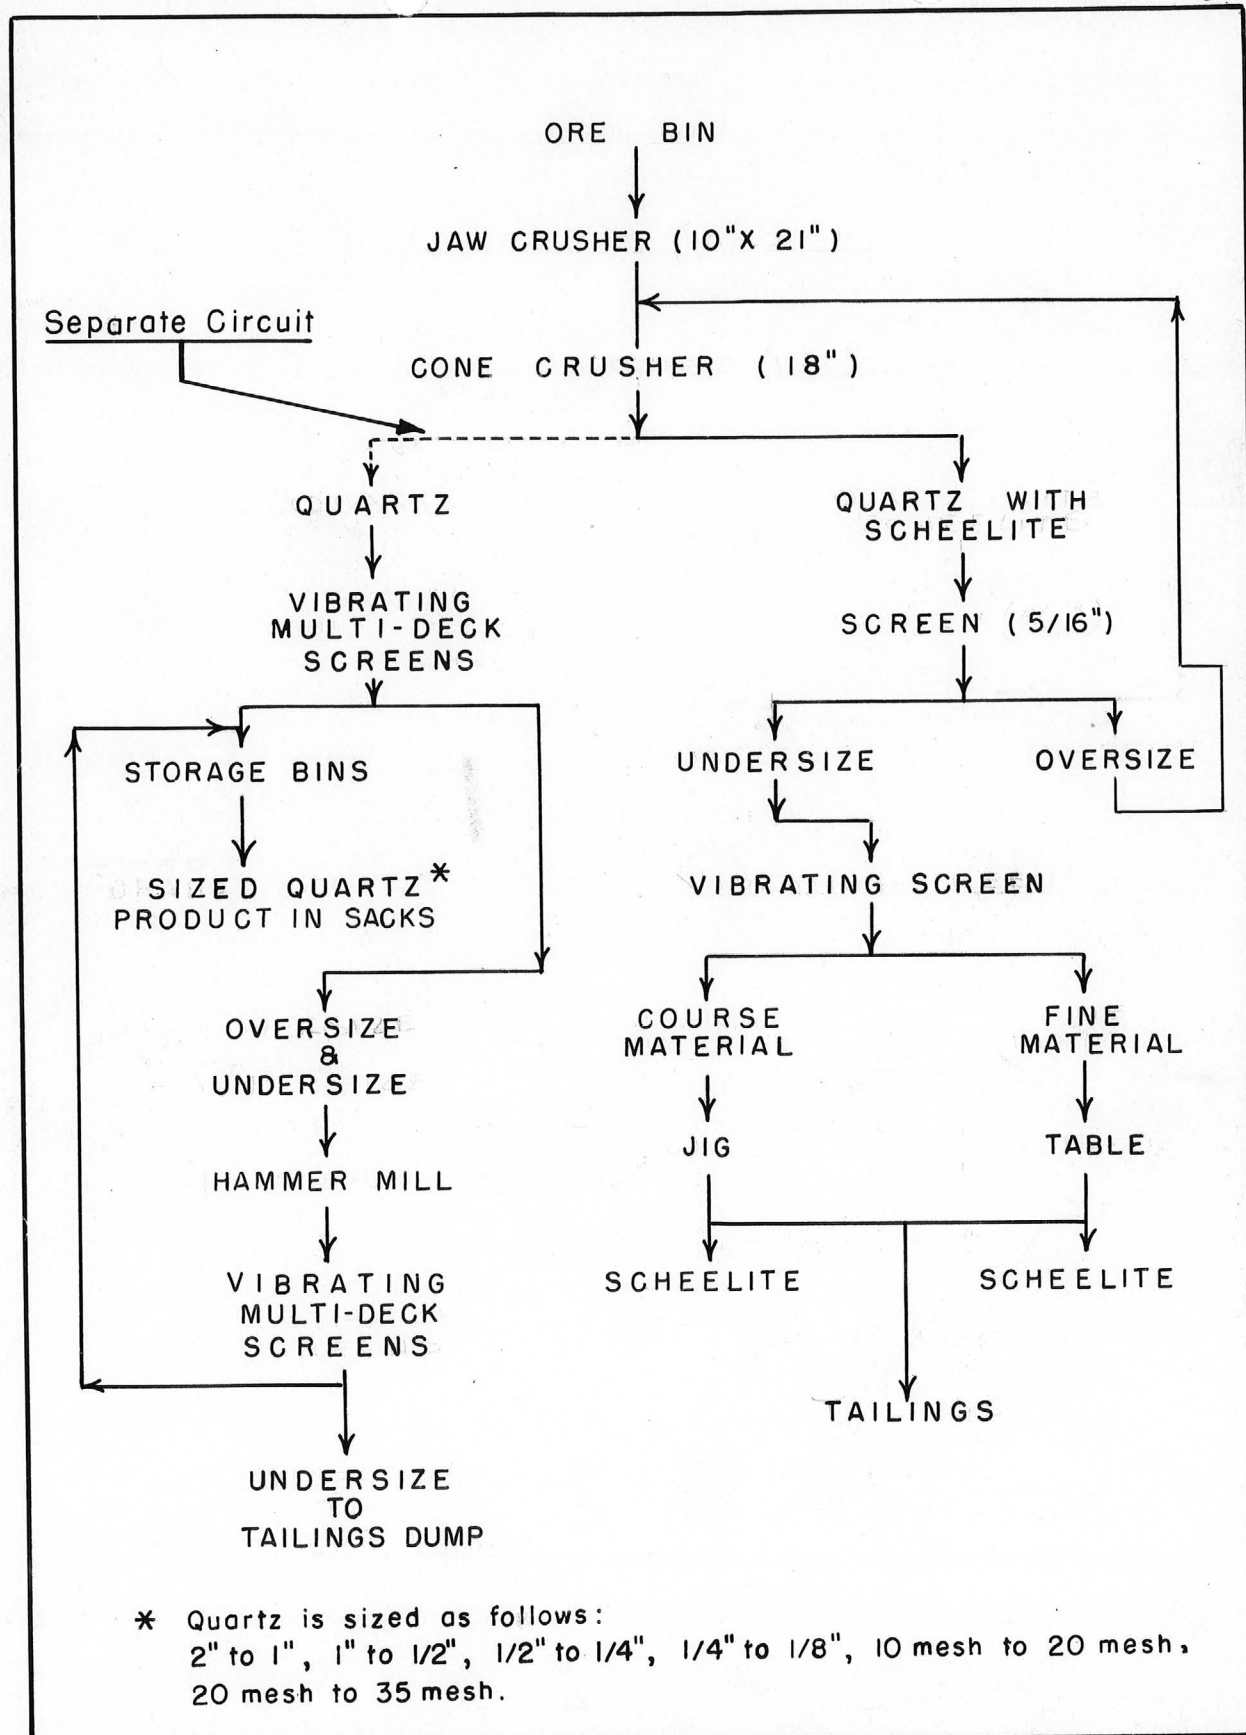 ORE BIN
JAW CRUSHER (10"X 21")
Separate Circuit
CONE CRUSHER (18")
QUARTZ
QUARTZ WITH
SCHEELITE
VIBRATING
MULTI-DECK
SCREENS
SCREEN (5/16")
STORAGE BINS
UNDERSIZE
OVERSIZE
SIZED QUARTZ*
PRODUCT IN SACKS
VIBRATING SCREEN
OVERSIZE
&
UNDERSIZE
COURSE
MATERIAL
FINE
MATERIAL
HAMMER MILL
JIG
TABLE
VIBRATING
MULTI-DECK
SCREENS
SCHEELITE
SCHEELITE
TAILINGS
UNDERSIZE
TO
TAILINGS DUMP
* Quartz is sized as follows:
2" to 1", 1" to 1/2", 1/2" to 1/4", 1/4" to 1/8", 10 mesh to 20 mesh,
20 mesh to 35 mesh.